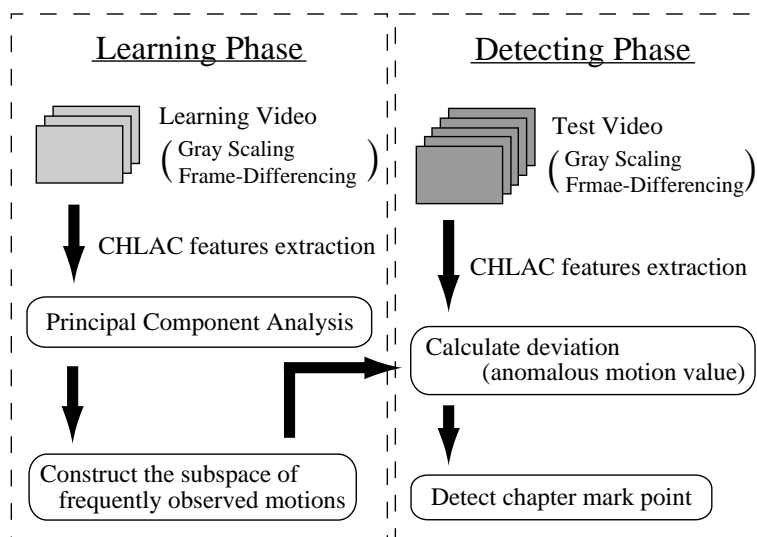 Learning Phase
Learning Video
( Gray Scaling
Frame-Differencing )
CHLAC features extraction
Principal Component Analysis
Construct the subspace of
frequently observed motions
Detecting Phase
Test Video
( Gray Scaling
Frmae-Differencing )
CHLAC features extraction
Calculate deviation
(anomalous motion value)
Detect chapter mark point